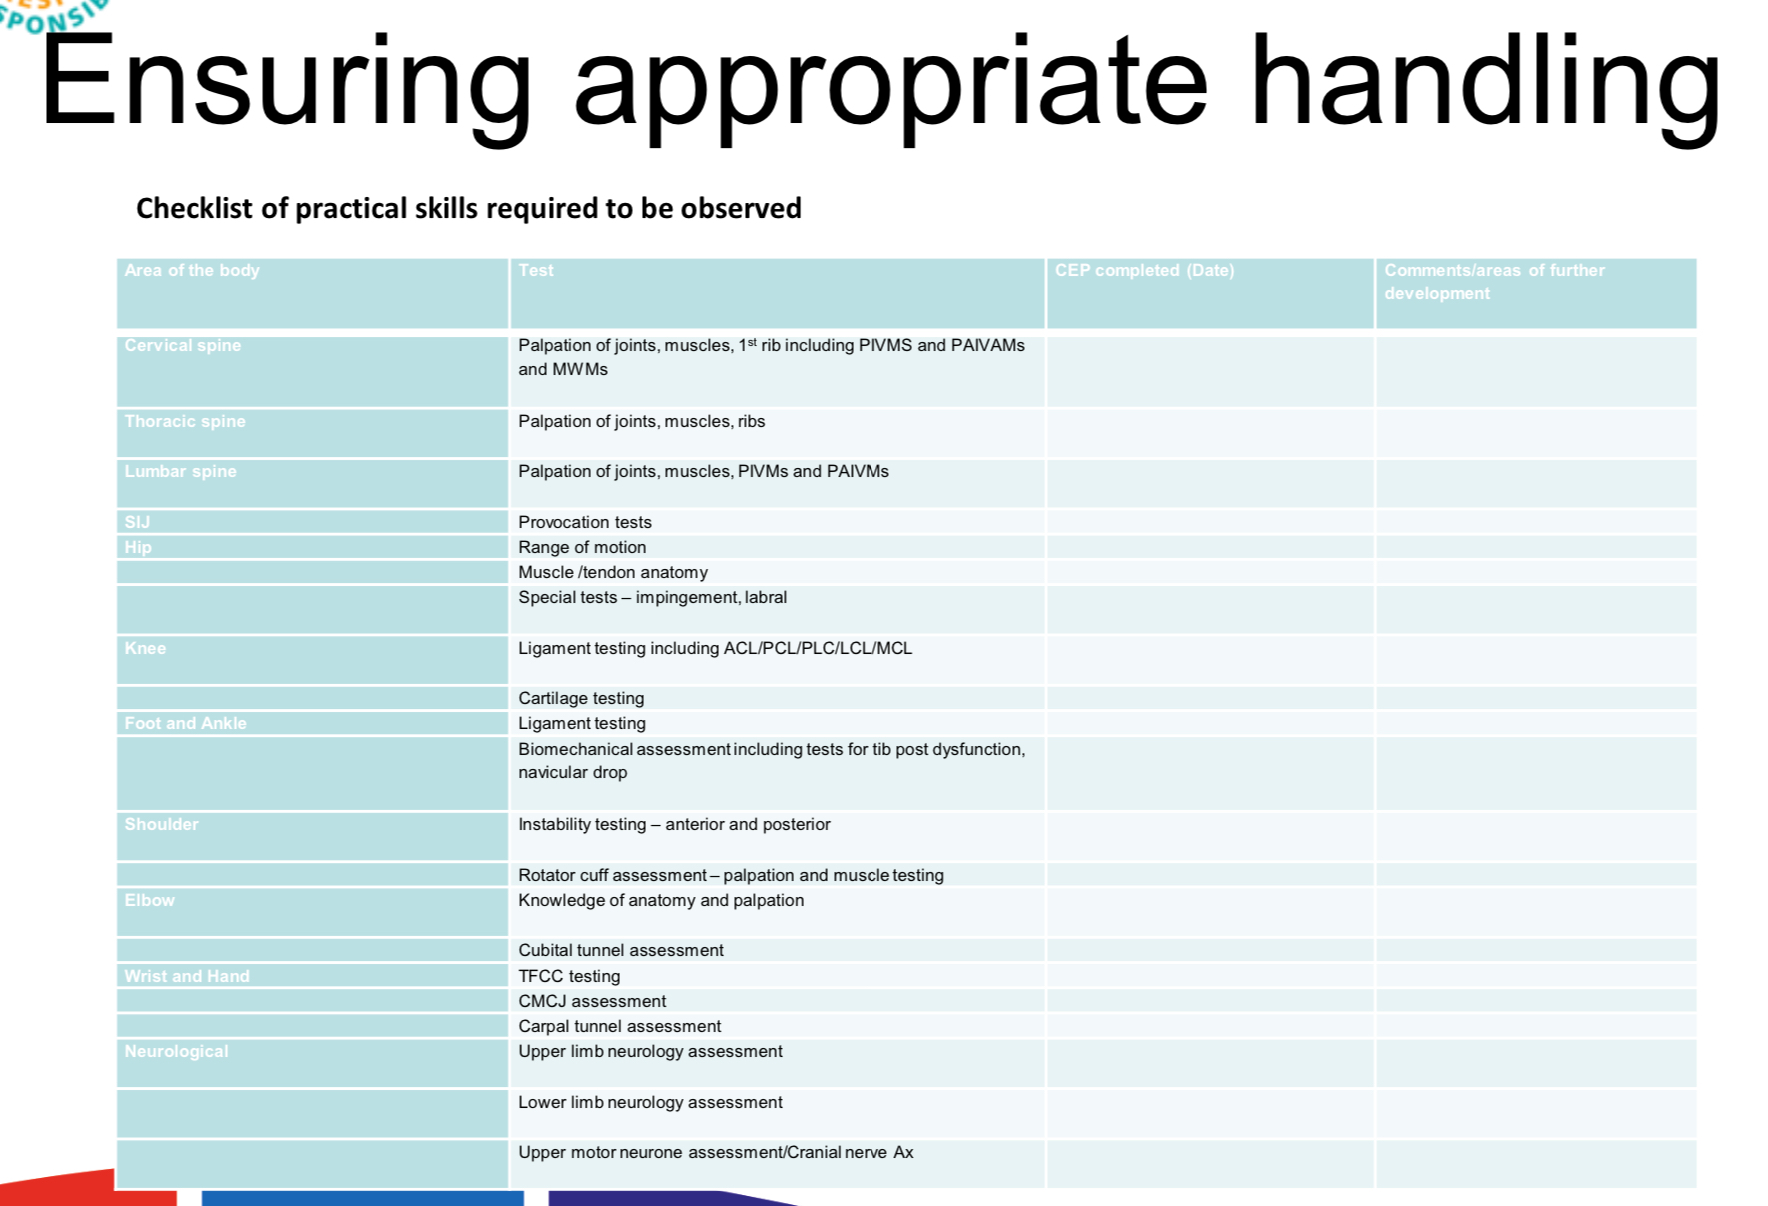 Ensuring appropriate handling
Checklist of practical skills required to be observed
Area of the body Test CEP completed (Date) Comments/areas of further
development
Cervical spine Palpation of joints, muscles, 1st rib including PIVMS and PAIVAMs
and MWMs
Thoracic spine Palpation of joints, muscles, ribs
Lumbar spine Palpation of joints, muscles, PIVMs and PAIVMs
SIJ Provocation tests
Hip Range of motion
Muscle /tendon anatomy
Special tests – impingement, labral
Knee Ligament testing including ACL/PCL/PLC/LCL/MCL
Cartilage testing
Foot and Ankle Ligament testing
Biomechanical assessment including tests for tib post dysfunction,
navicular drop
Shoulder Instability testing – anterior and posterior
Rotator cuff assessment – palpation and muscle testing
Elbow Knowledge of anatomy and palpation
Cubital tunnel assessment
Wrist and Hand TFCC testing
CMCJ assessment
Carpal tunnel assessment
Neurological Upper limb neurology assessment
Lower limb neurology assessment
Upper motor neurone assessment/Cranial nerve Ax